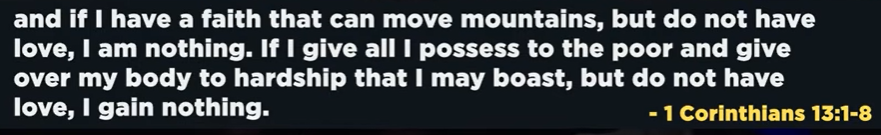 and if I have a faith that can move mountains, but do not have
love, I am nothing. If I give all I possess to the poor and give
over my body to hardship that I may boast, but do not have
love, I gain nothing.
- 1 Corinthians 13:1-8